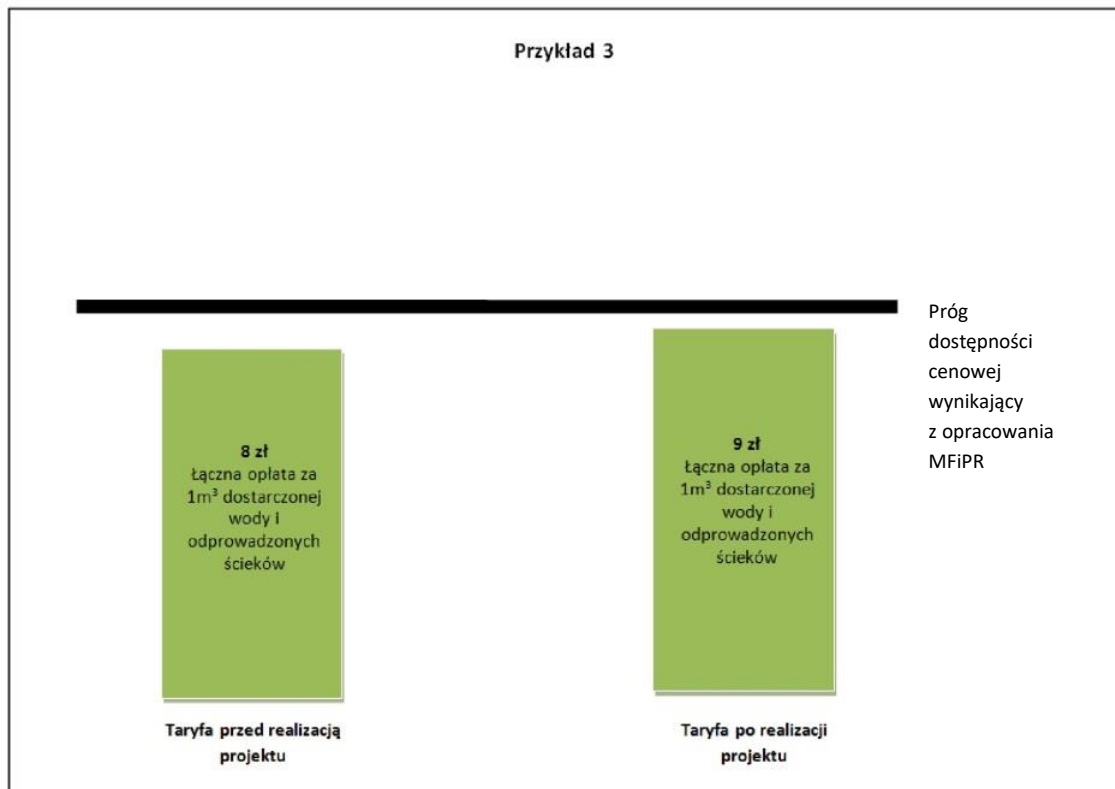 Przykład 3
Próg
dostępności
cenowej
wynikający
z opracowania
MFiPR
8 zł
Łączna opłata za
1m³ dostarczonej
wody i
odprowadzonych
ścieków
9 zł
Łączna opłata za
1m³ dostarczonej
wody i
odprowadzonych
ścieków
Taryfa przed realizacją
projektu
Taryfa po realizacji
projektu